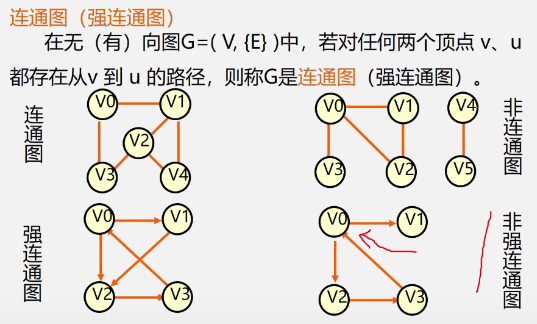 连通图（强连通图）
在无（有）向图G=( V, {E} )中，若对任何两个顶点 v、u
都存在从v 到 u 的路径，则称G是连通图（强连通图）。
连通图
V0 V1
V2
V3 V4
V0 V1 V4
V3 V2 V5
非连通图
强连通图
V0 V1
V2 V3
V0 V1
V2 V3
非强连通图